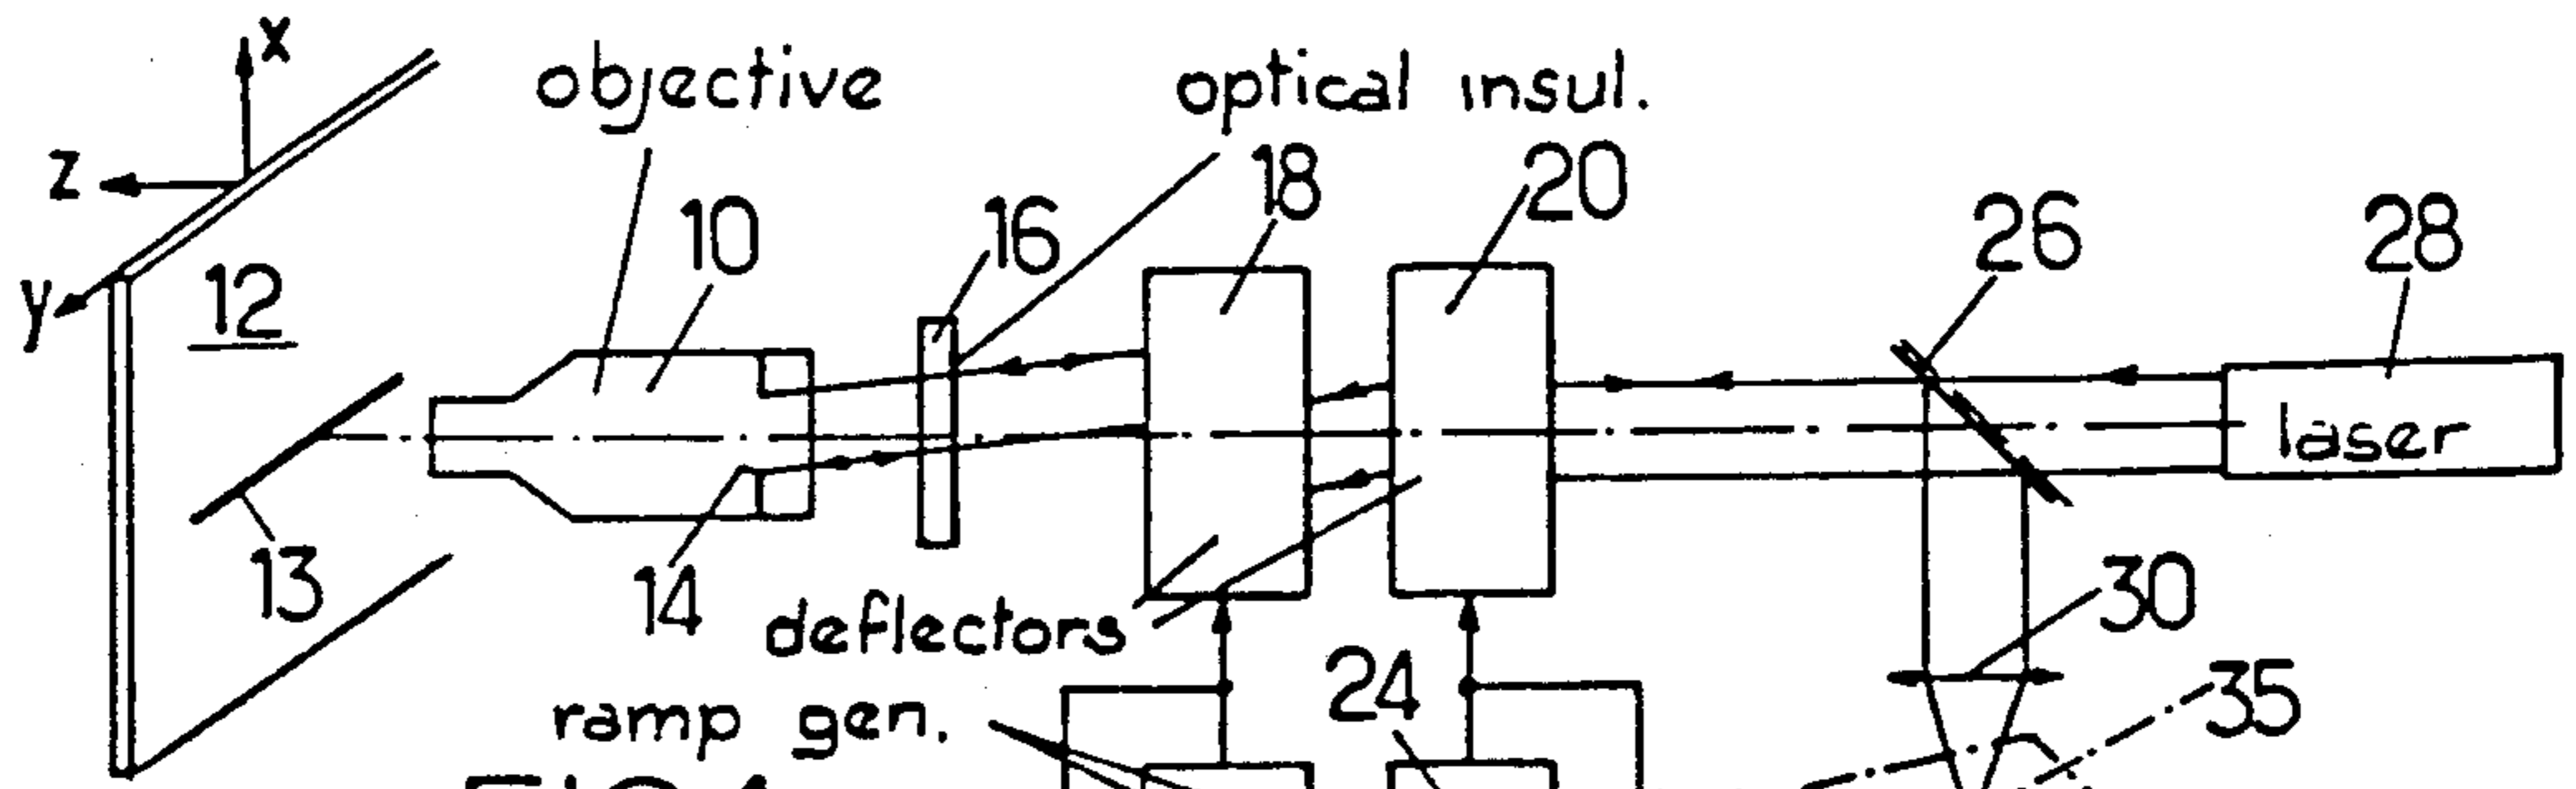 x
objective
optical insul.
z
10
16
18
20
26
28
y
12
laser
13
14
deflectors
30
24
35
ramp gen.